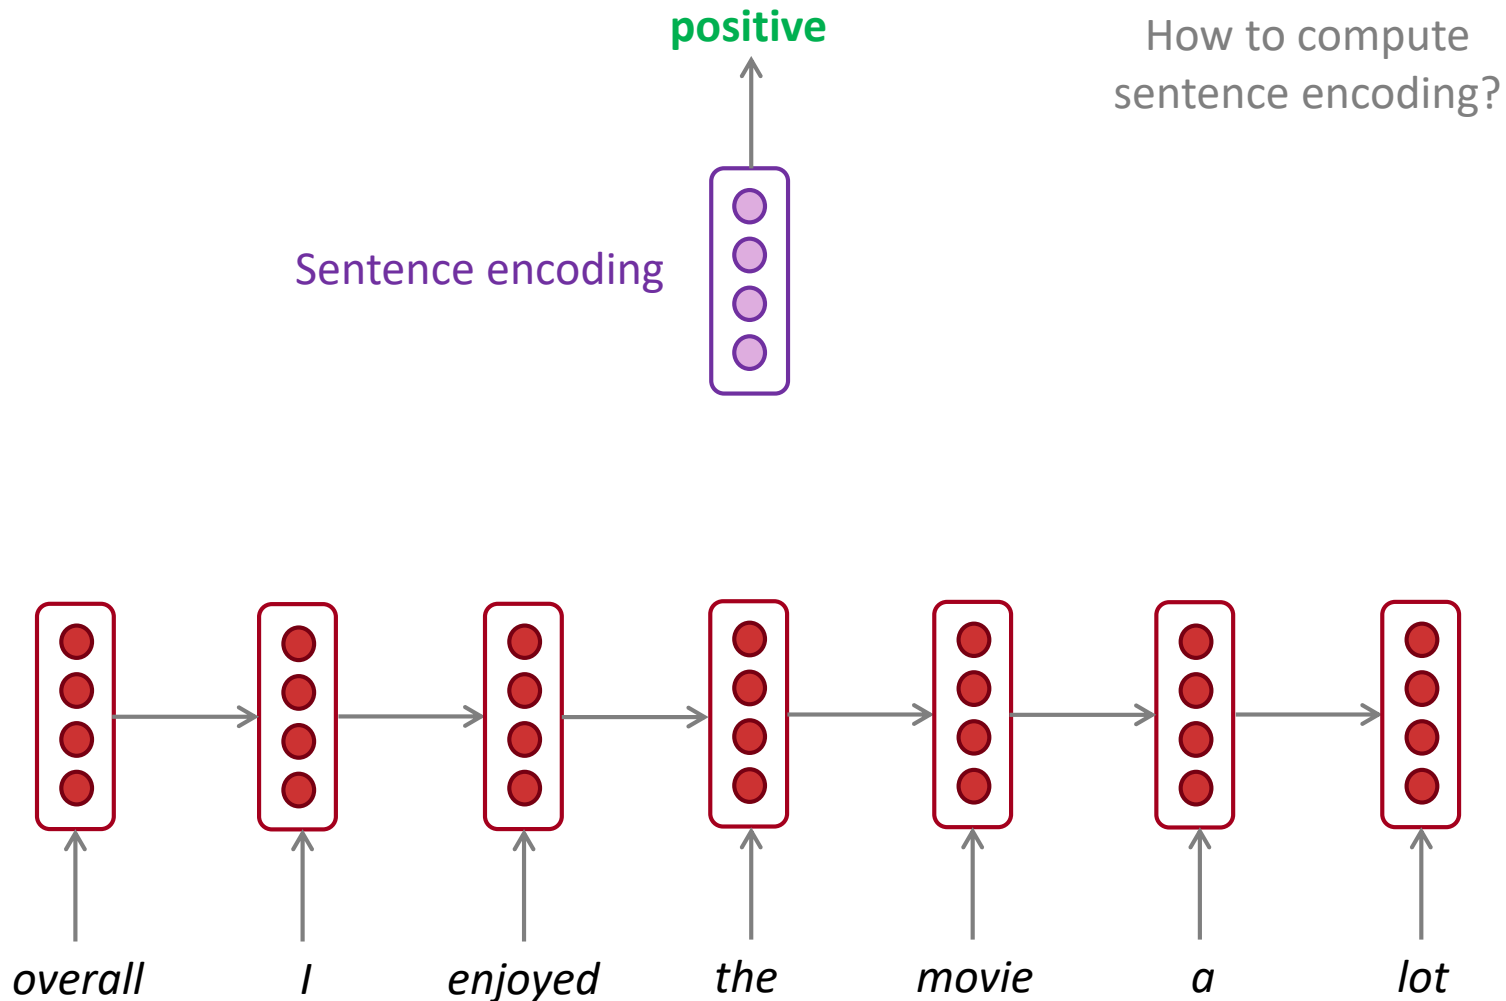 positive
How to compute
sentence encoding?
Sentence encoding
overall I enjoyed the movie a lot